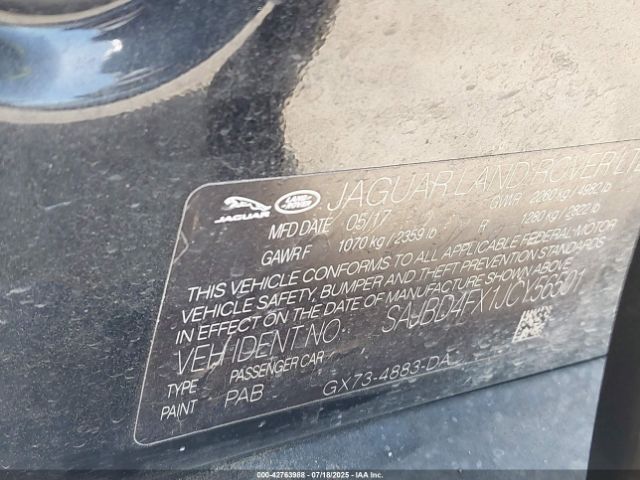 JAGUAR LAND-ROVER JAGUAR LAND ROVER LT
MFD DATE 05/17 GVWR 2260 kg / 4982 lb
GAWR F 1070 kg / 2359 lb R 1280 kg / 2822 lb
THIS VEHICLE CONFORMS TO ALL APPLICABLE FEDERAL MOTOR
VEHICLE SAFETY, BUMPER AND THEFT PREVENTION STANDARDS
IN EFFECT ON THE DATE OF MANUFACTURE SHOWN ABOVE
VEH IDENT NO: SAJBD4FX1JCY56301
TYPE PASSENGER CAR
PAINT PAB GX73-4883-DA
000-42763988 07/18/2025 IAAI, INC.